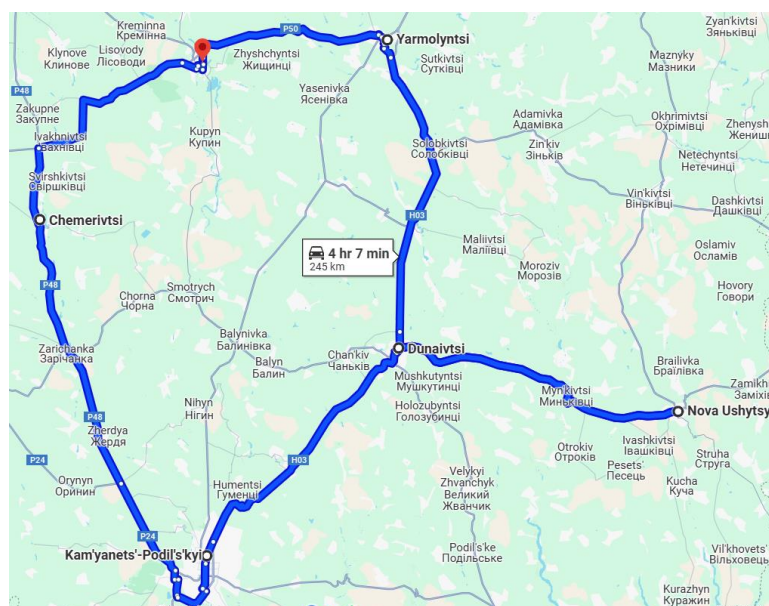 Kreminna
Кремінна
P50
Yarmolyntsi
Zyan'kivtsi
Зяньківці
Klynove
Клинове
Lisovody
Лісоводи
Zhyshchyntsi
Жищинці
Sutkivtsi
Сутківці
Maznyky
Мазники
P48
Yasenivka
Ясенівка
Zakupne
Закупне
Adamivka
Адамівка
Okhrimivtsi
Охрімівці
Ivakhnivtsi
Івахнівці
Kupyn
Купин
Solobkivtsi
Солобківці
Zin'kiv
Зіньків
Netechyntsi
Нетечинці
Svirshkivtsi
Свіршківці
Vin'kivtsi
Віньківці
Dashkivtsi
Дашківці
Chemerivtsi
H03
Maliivtsi
Маліївці
4 hr 7 min
245 km
Oslamiv
Осламів
Moroziv
Морозів
P48
Hovory
Говори
Smotrych
Смотрич
Chorna
Чорна
Balynivka
Балинівка
Zarichanka
Зарічанка
Balyn
Балин
Chan'kiv
Чаньків
Dunaivtsi
Brailivka
Браїлівка
Mushkutyntsi
Мушкутинці
Myn'kivtsi
Миньківці
Nihyn
Нігин
Holozubyntsi
Голозубинці
Nova Ushytsy
P48
Zherdya
Жердя
Otrokiv
Отроків
Ivashkivtsi
Івашківці
Struha
Струга
P24
H03
Pesets'
Песець
Orynyn
Оринин
Humentsi
Гуменці
Velykyi
Zhvanchyk
Великий
Жванчик
Kucha
Куча
P24
Kam'yanets'-Podil's'kyi
Podil's'ke
Подільське
Vil'khovets'
Вільховець
Kurazhyn
Куражин